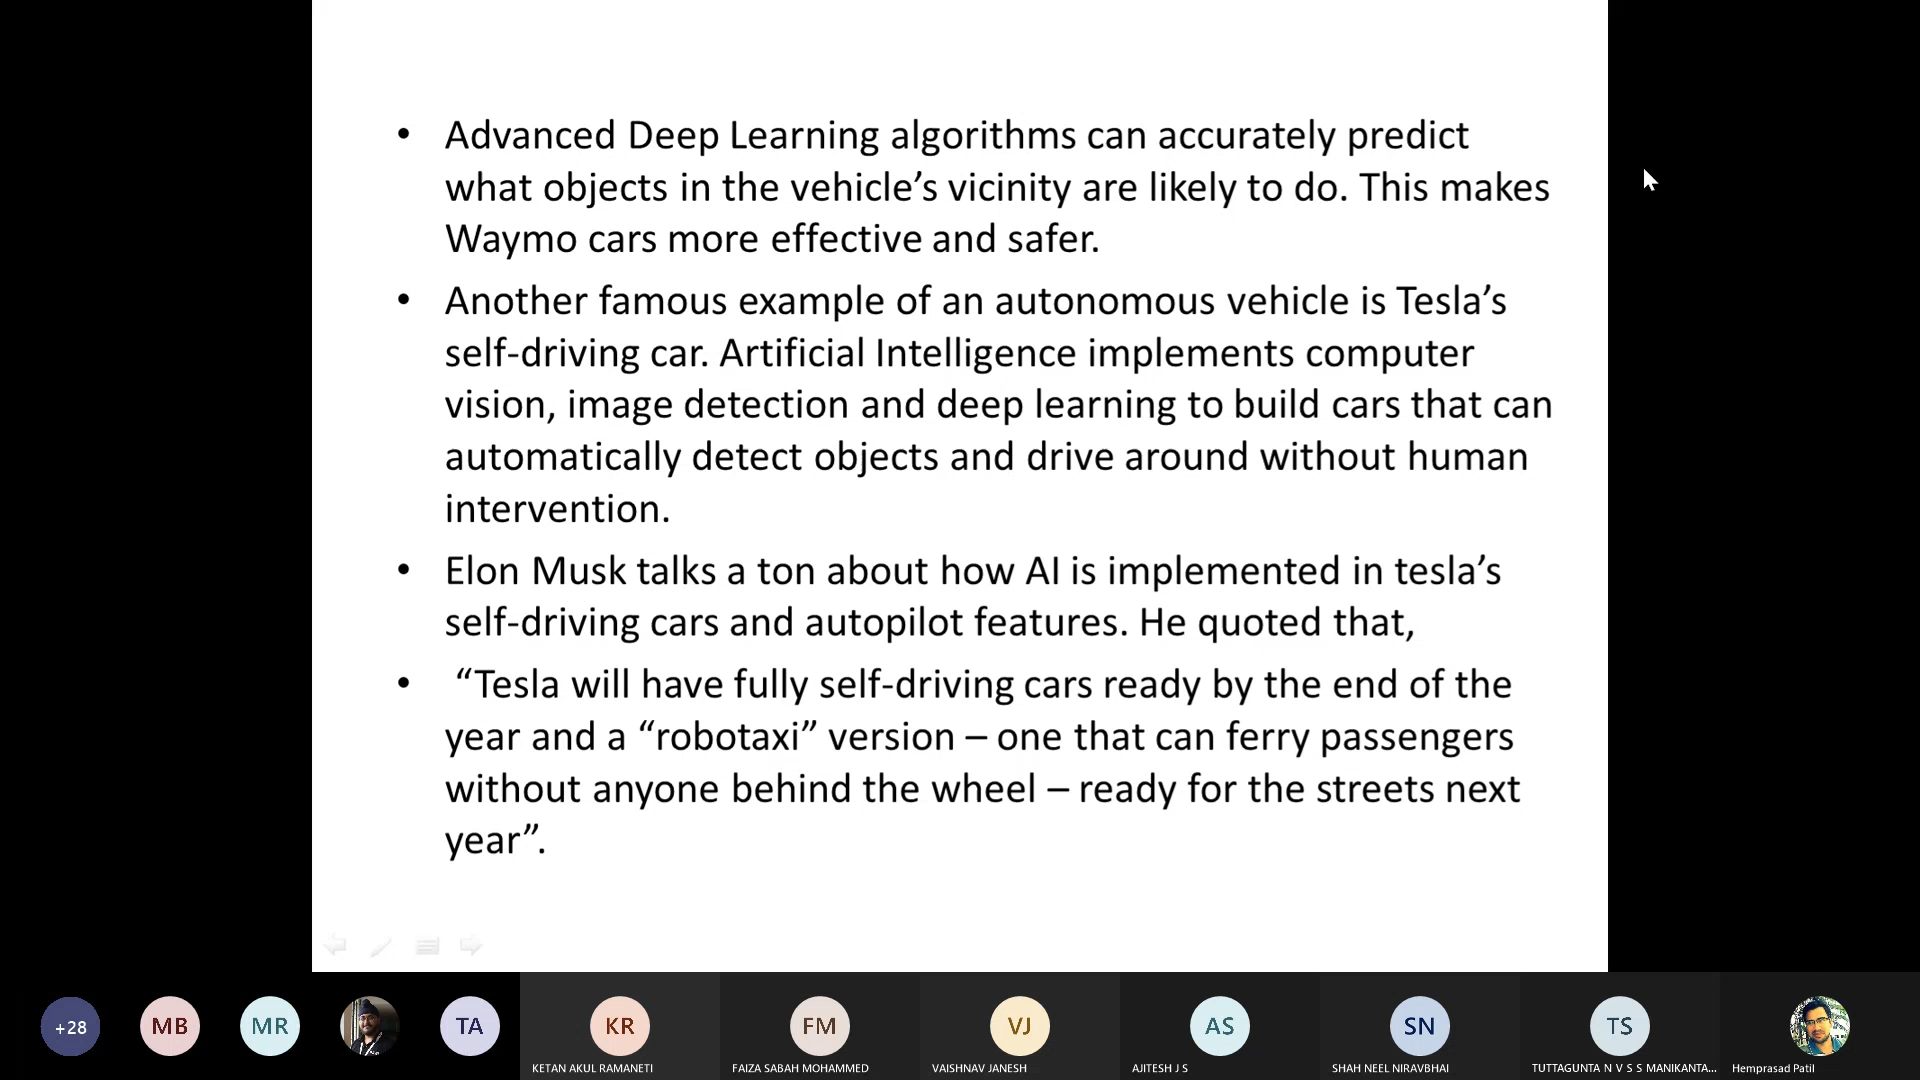 • Advanced Deep Learning algorithms can accurately predict
what objects in the vehicle’s vicinity are likely to do. This makes
Waymo cars more effective and safer.
• Another famous example of an autonomous vehicle is Tesla’s
self-driving car. Artificial Intelligence implements computer
vision, image detection and deep learning to build cars that can
automatically detect objects and drive around without human
intervention.
• Elon Musk talks a ton about how AI is implemented in tesla’s
self-driving cars and autopilot features. He quoted that,
• “Tesla will have fully self-driving cars ready by the end of the
year and a “robotaxi” version – one that can ferry passengers
without anyone behind the wheel – ready for the streets next
year”.
+28 MB MR TA KR FM VJ AS SN TS
KETAN AKUL RAMANETI FAIZA SABAH MOHAMMED VAISHNAV JANESH AJITESH J S SHAH NEEL NIRAVBHAI TUTTAGUNTA N V S S MANIKANTA... Hemprasad Patil